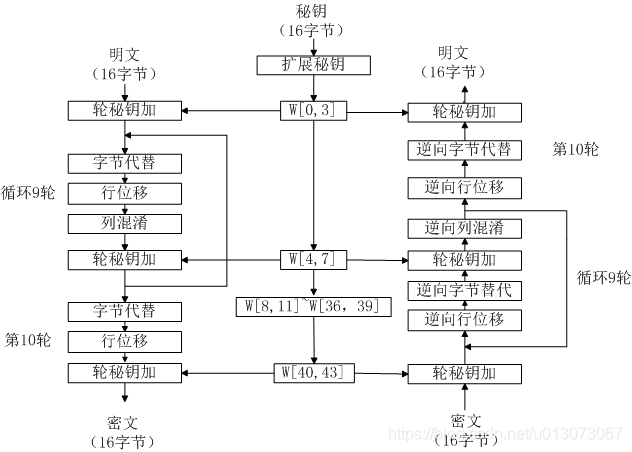 秘钥
（16字节）
扩展秘钥
明文
（16字节）
轮秘钥加
字节代替
循环9轮
行位移
列混淆
轮秘钥加
字节代替
第10轮
行位移
轮秘钥加
密文
（16字节）
W[0,3]
W[4,7]
W[8,11]~W[36，39]
W[40,43]
明文
（16字节）
轮秘钥加
逆向字节代替
第10轮
逆向行位移
逆向列混淆
轮秘钥加
循环9轮
逆向字节替代
逆向行位移
轮秘钥加
密文
（16字节）
https://blog.csdn.net/u013073067